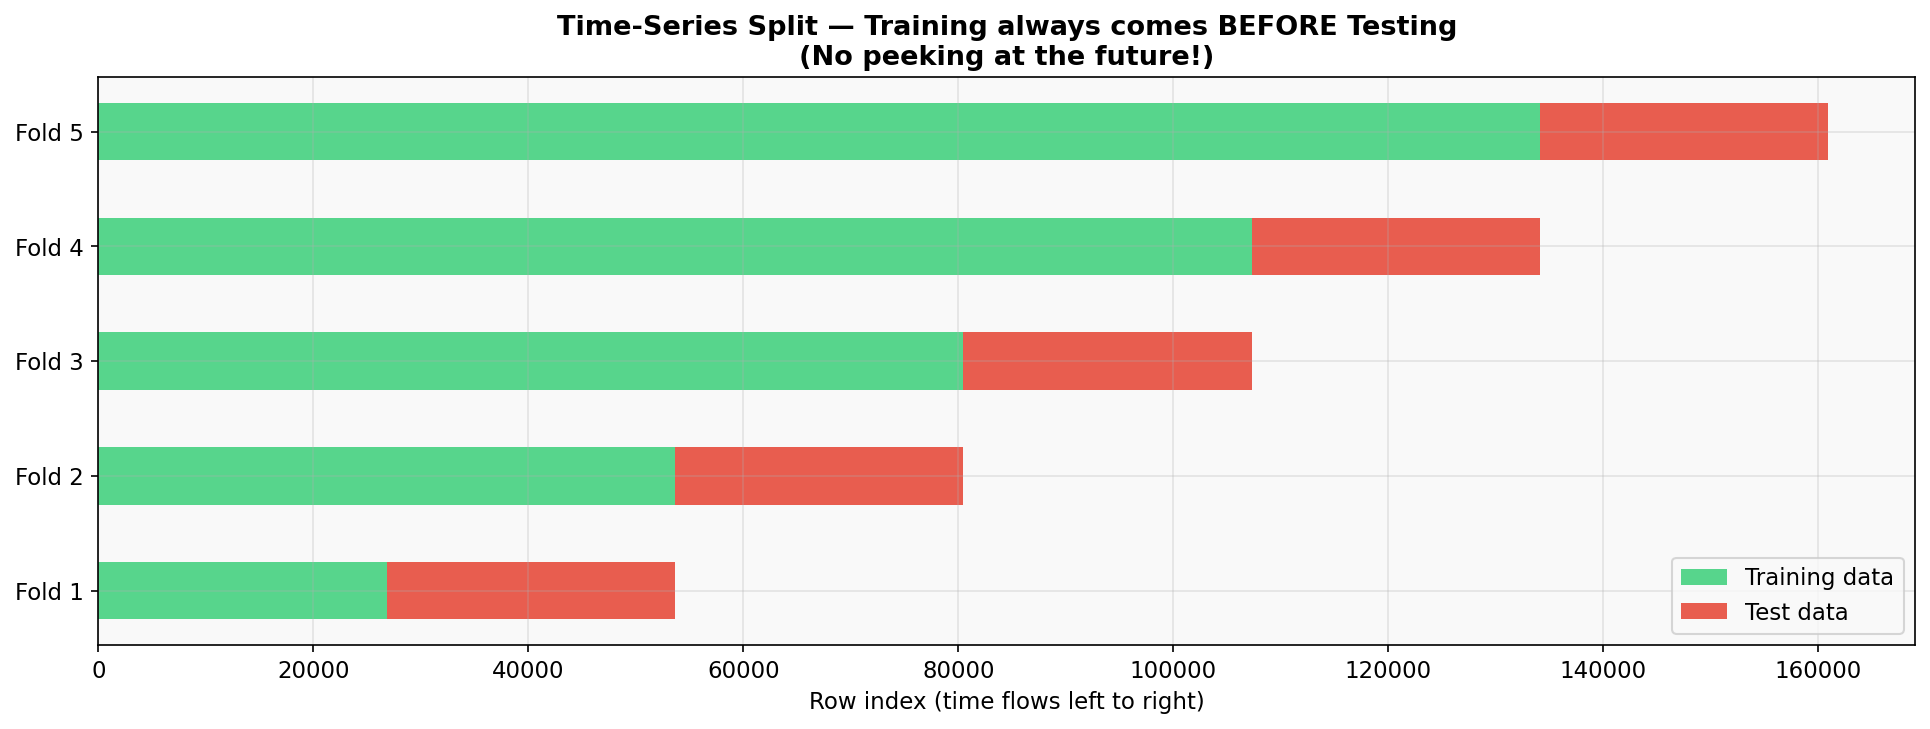 Time-Series Split — Training always comes BEFORE Testing
(No peeking at the future!)
Fold 5
Fold 4
Fold 3
Fold 2
Fold 1
Training data
Test data
0 20000 40000 60000 80000 100000 120000 140000 160000
Row index (time flows left to right)